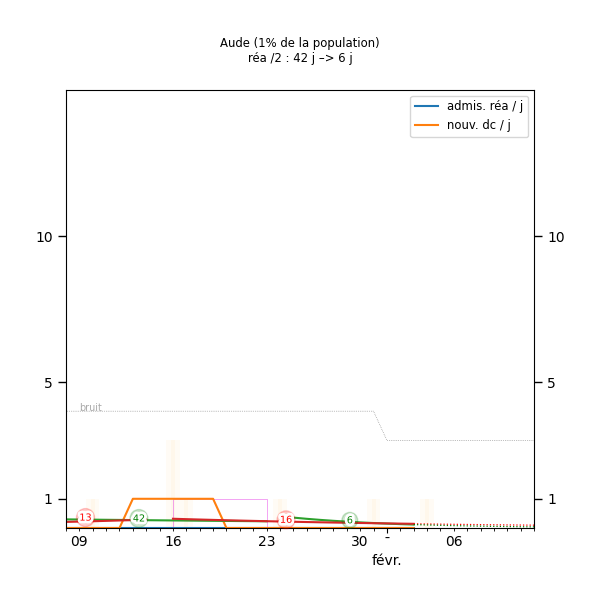 Aude (1% de la population)
réa /2 : 42 j –> 6 j
admis. réa / j
nouv. dc / j
10 10
5 5
bruit
1 1
13 42 16 6
09 16 23 30 - 06
févr.